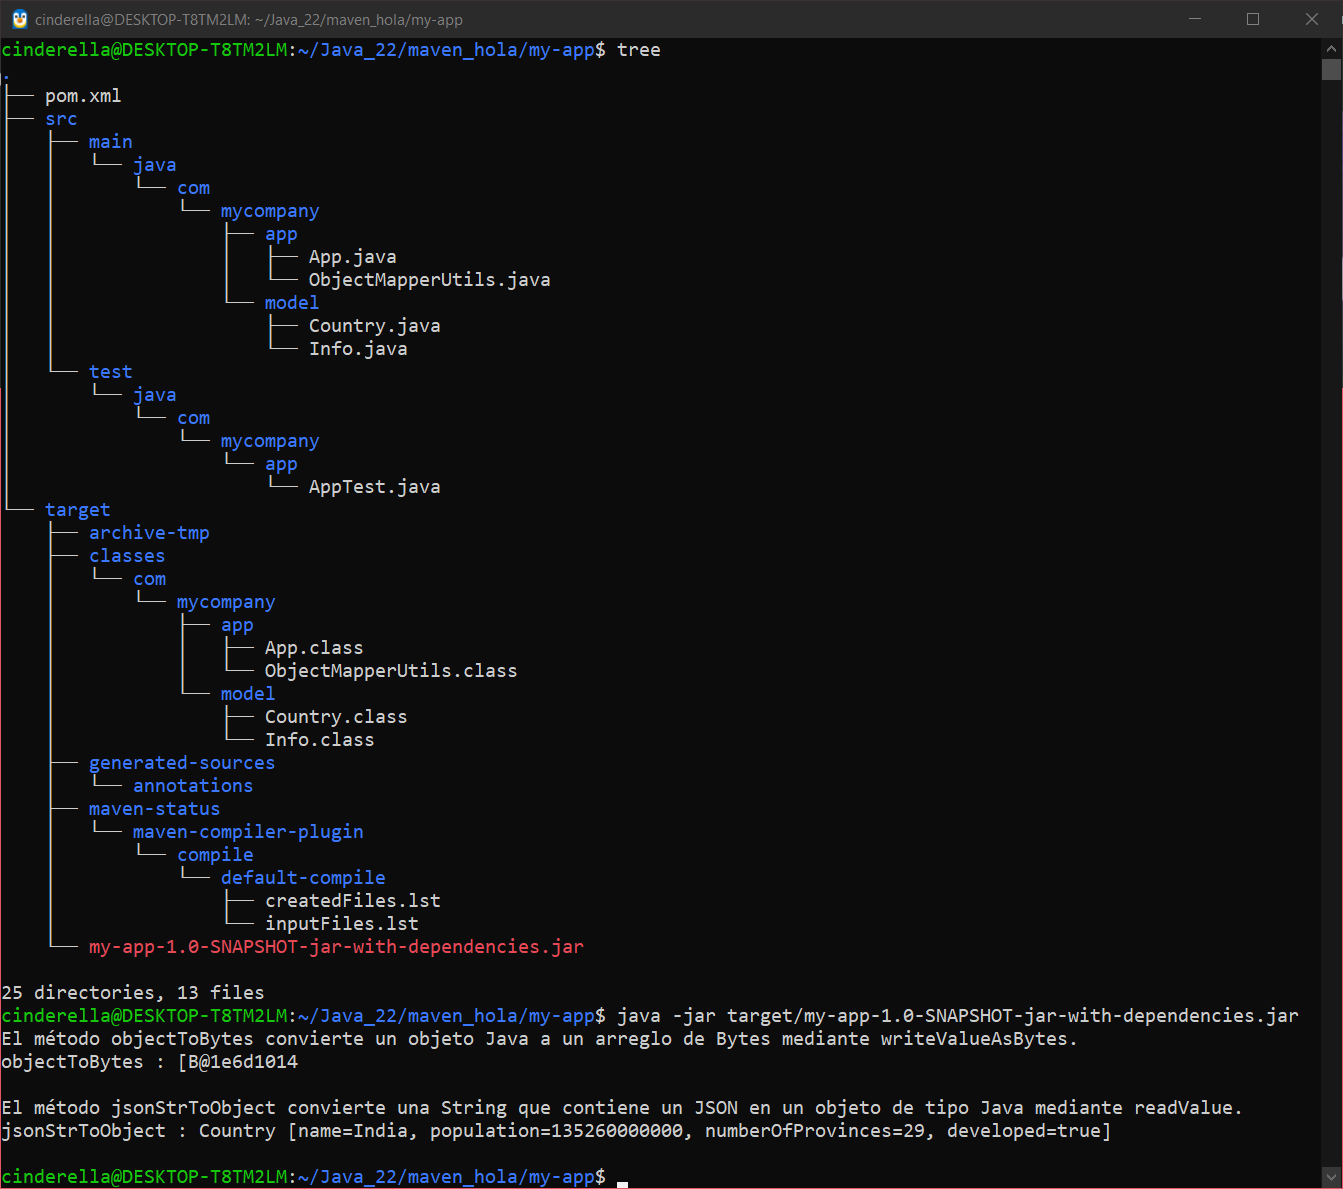 cinderella@DESKTOP-T8TM2LM: ~/Java_22/maven_hola/my-app
cinderella@DESKTOP-T8TM2LM:~/Java_22/maven_hola/my-app$ tree
.
├── pom.xml
├── src
│   ├── main
│   │   └── java
│   │       └── com
│   │           └── mycompany
│   │               ├── app
│   │               │   ├── App.java
│   │               │   └── ObjectMapperUtils.java
│   │               └── model
│   │                   ├── Country.java
│   │                   └── Info.java
│   └── test
│       └── java
│           └── com
│               └── mycompany
│                   └── app
│                       └── AppTest.java
└── target
    ├── archive-tmp
    ├── classes
    │   └── com
    │       └── mycompany
    │           ├── app
    │           │   ├── App.class
    │           │   └── ObjectMapperUtils.class
    │           └── model
    │               ├── Country.class
    │               └── Info.class
    ├── generated-sources
    │   └── annotations
    ├── maven-status
    │   └── maven-compiler-plugin
    │       └── compile
    │           └── default-compile
    │               ├── createdFiles.lst
    │               └── inputFiles.lst
    └── my-app-1.0-SNAPSHOT-jar-with-dependencies.jar

25 directories, 13 files
cinderella@DESKTOP-T8TM2LM:~/Java_22/maven_hola/my-app$ java -jar target/my-app-1.0-SNAPSHOT-jar-with-dependencies.jar
El método objectToBytes convierte un objeto Java a un arreglo de Bytes mediante writeValueAsBytes.
objectToBytes : [B@1e6d1014

El método jsonStrToObject convierte una String que contiene un JSON en un objeto de tipo Java mediante readValue.
jsonStrToObject : Country [name=India, population=135260000000, numberOfProvinces=29, developed=true]

cinderella@DESKTOP-T8TM2LM:~/Java_22/maven_hola/my-app$